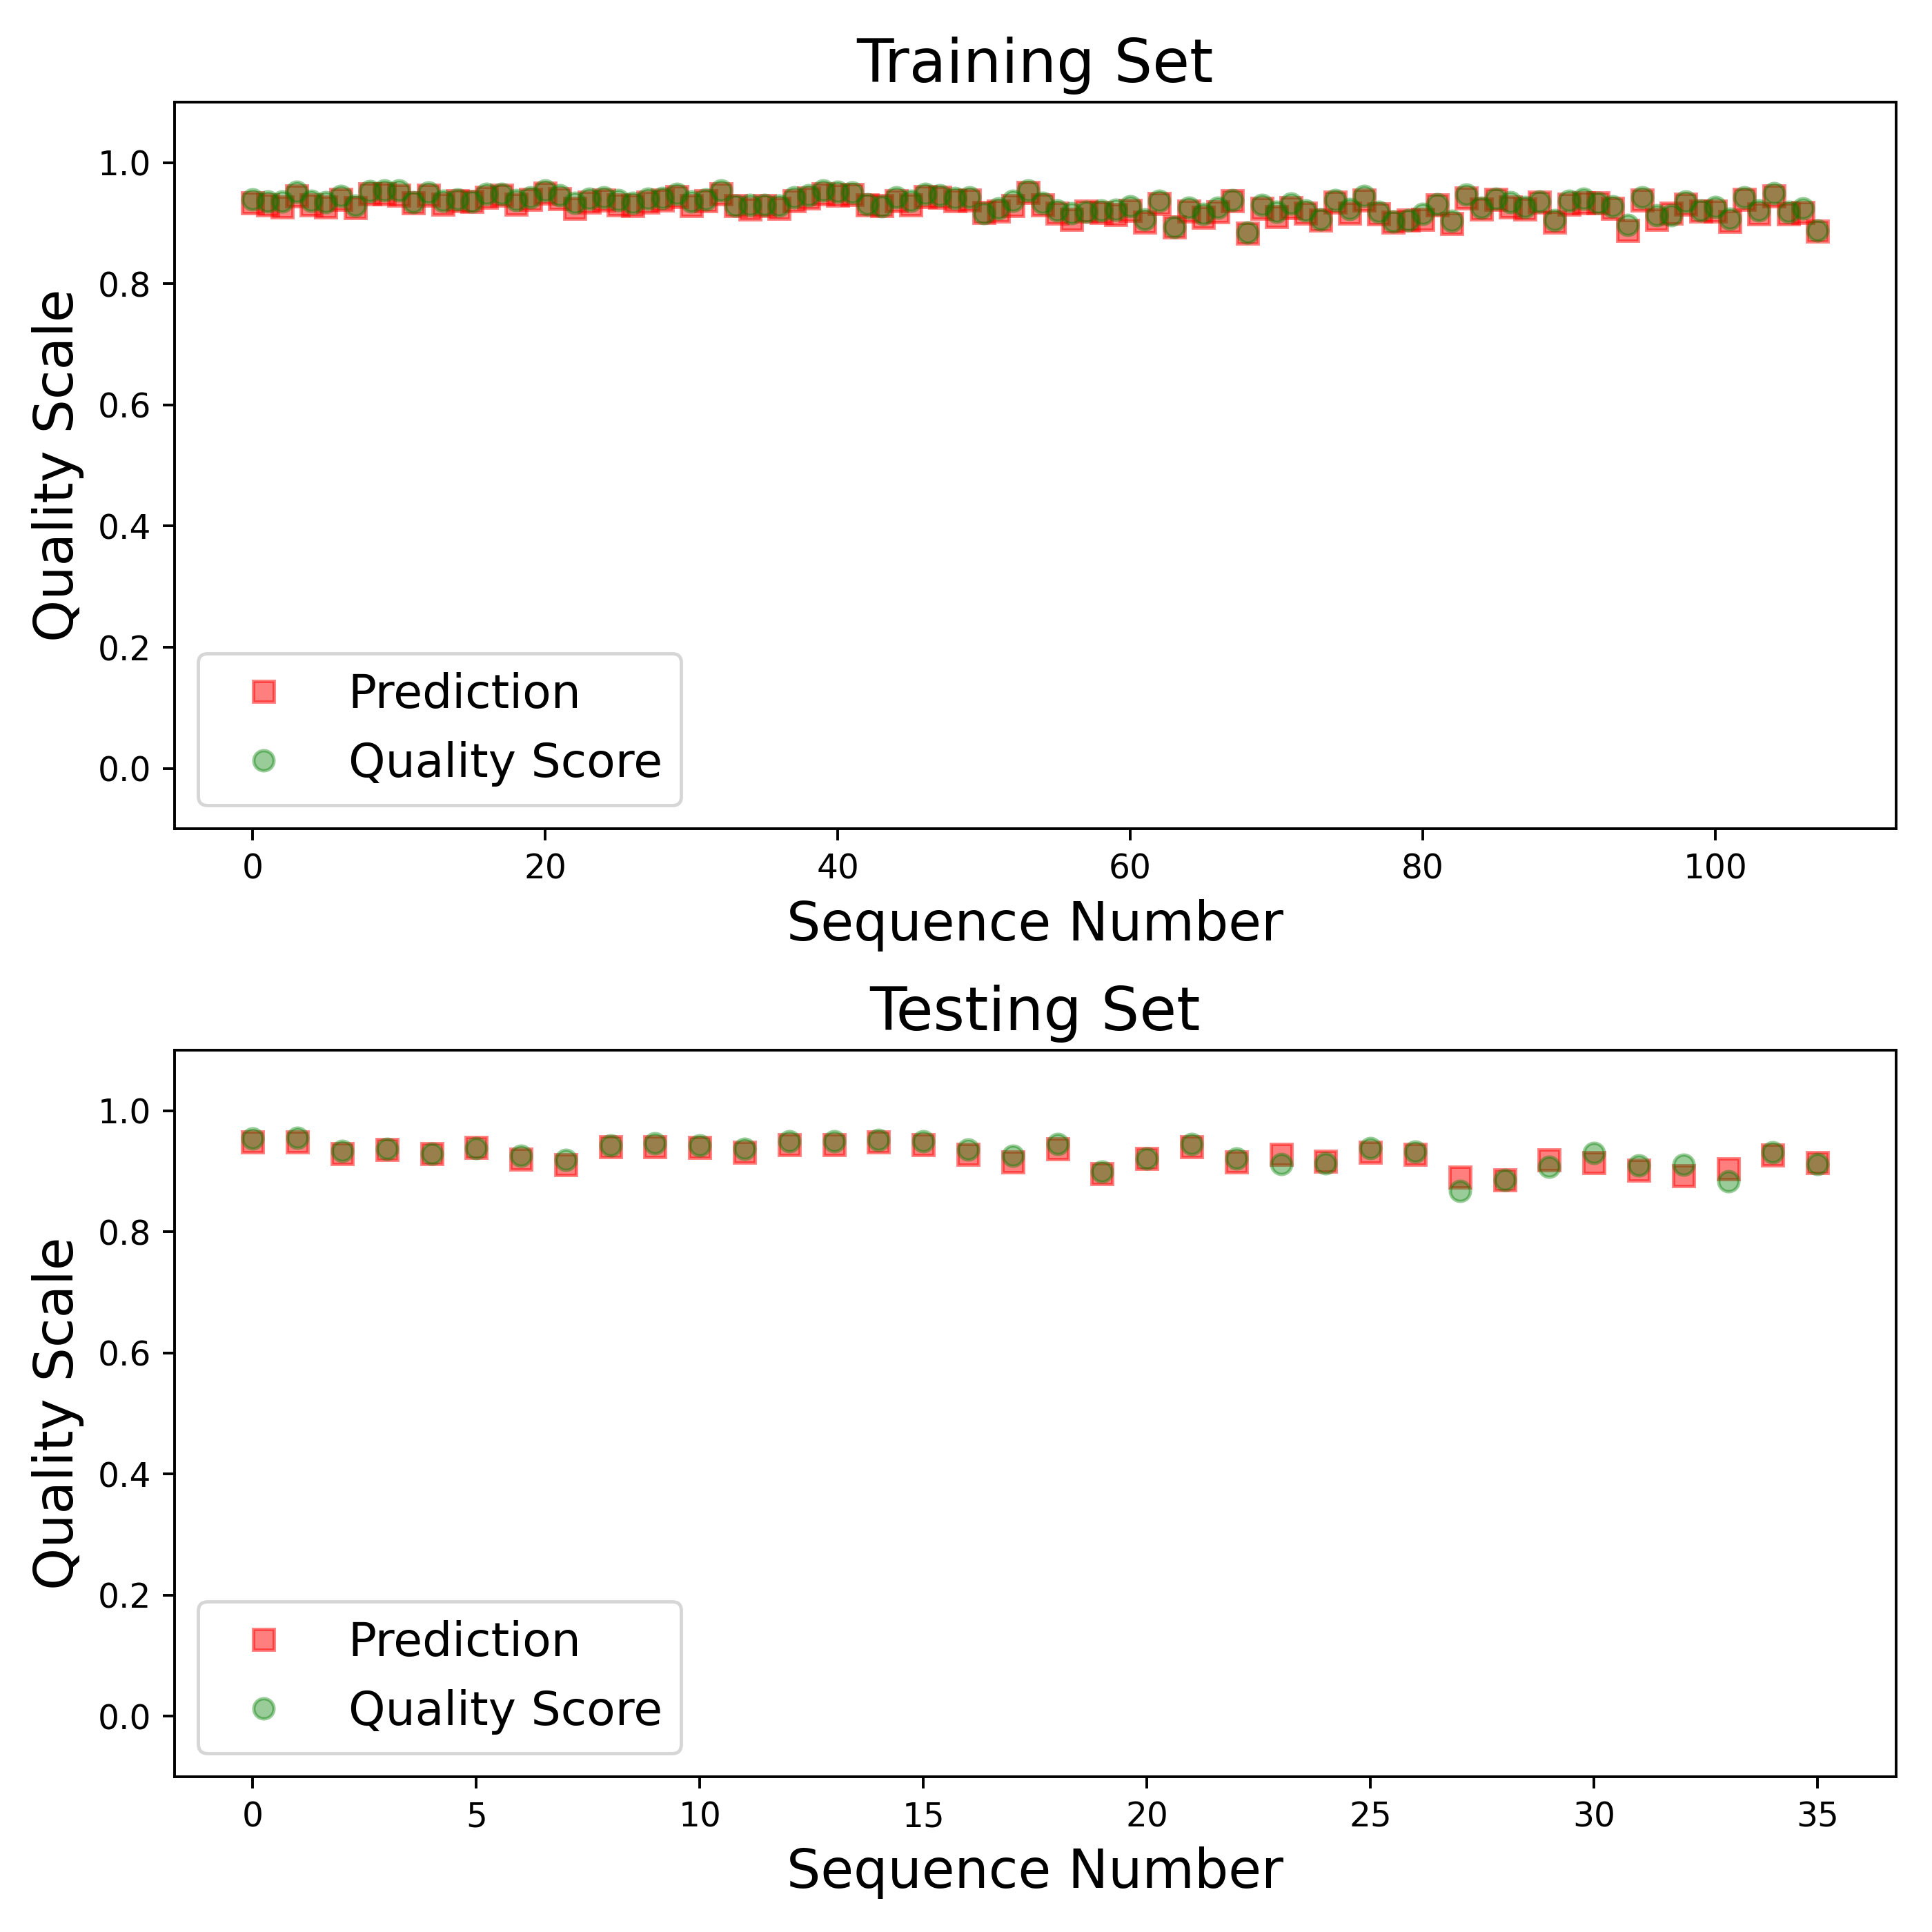 Training Set
Quality Scale
1.0
0.8
0.6
0.4
0.2
0.0
Prediction
Quality Score
0 20 40 60 80 100
Sequence Number
Testing Set
Quality Scale
1.0
0.8
0.6
0.4
0.2
0.0
Prediction
Quality Score
0 5 10 15 20 25 30 35
Sequence Number